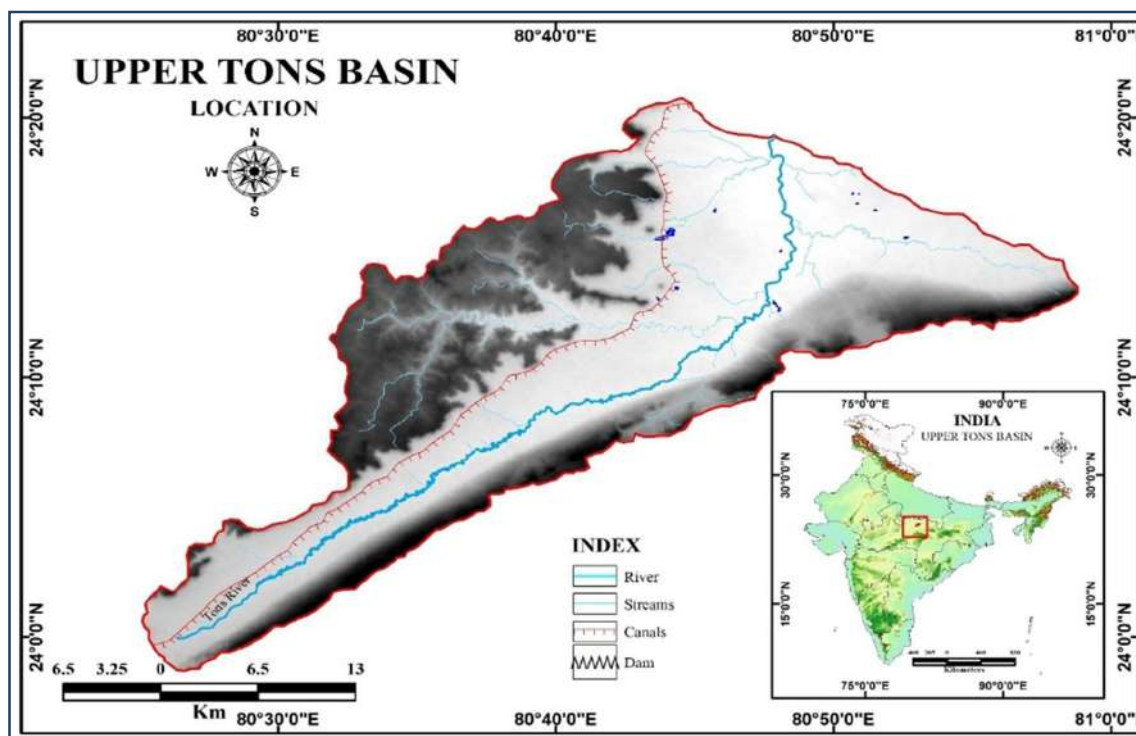 80°30'0"E 80°40'0"E 80°50'0"E 81°0'0"E
UPPER TONS BASIN
LOCATION
N
W E
S
24°20'0"N 24°20'0"N
24°10'0"N 24°10'0"N
24°0'0"N 24°0'0"N
Tons River
6.5 3.25 0 6.5 13
Km
INDEX
River
Streams
Canals
Dam
75°0'0"E 90°0'0"E
INDIA
UPPER TONS BASIN
30°0'0"N 30°0'0"N
15°0'0"N 15°0'0"N
Kilometers
75°0'0"E 90°0'0"E
80°30'0"E 80°40'0"E 80°50'0"E 81°0'0"E